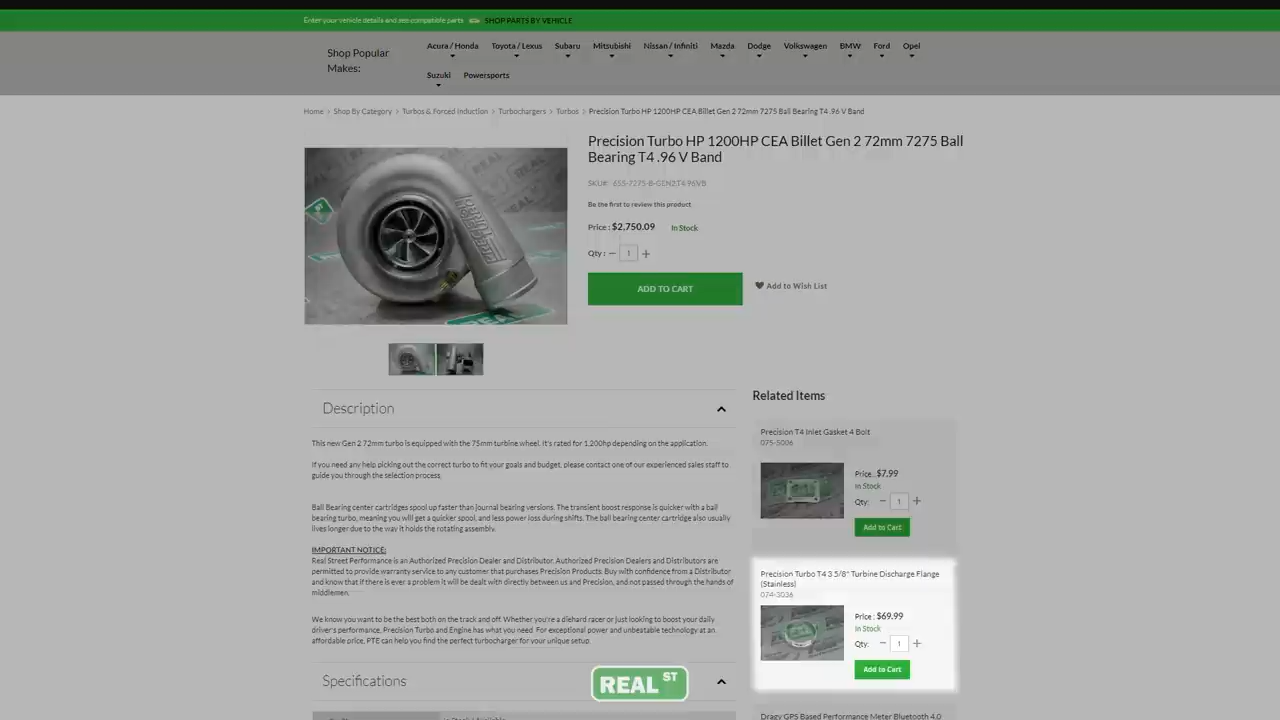 Enter your vehicle details and see compatible parts SHOP PARTS BY VEHICLE
Shop Popular
Makes:
Acura / Honda Toyota / Lexus Subaru Mitsubishi Nissan / Infiniti Mazda Dodge Volkswagen BMW Ford Opel
Suzuki Powersports
Home > Shop By Category > Turbos & Forced Induction > Turbochargers > Turbos > Precision Turbo HP 1200HP CEA Billet Gen 2 72mm 7275 Ball Bearing T4 .96 V Band
Precision Turbo HP 1200HP CEA Billet Gen 2 72mm 7275 Ball
Bearing T4 .96 V Band
SKU#: 655-7275-B-GEN2T4.96VB
Be the first to review this product
Price : $2,750.09 In Stock
Qty : − 1 +
ADD TO CART
Add to Wish List
Description
This new Gen 2 72mm turbo is equipped with the 75mm turbine wheel. It's rated for 1,200hp depending on the application.
If you need any help picking out the correct turbo to fit your goals and budget, please contact one of our experienced sales staff to
guide you through the selection process.
Ball Bearing center cartridges spool up faster than journal bearing versions. The transient boost response is quicker with a ball
bearing turbo, meaning you will get a quicker spool, and less power loss during shifts. The ball bearing center cartridge also usually
lives longer due to the way it holds the rotating assembly.
IMPORTANT NOTICE:
Real Street Performance is an Authorized Precision Dealer and Distributor. Authorized Precision Dealers and Distributors are
permitted to provide warranty service to any customer that purchases Precision Products. Buy with confidence from a Distributor
and know that if there is ever a problem it will be dealt with directly between us and Precision, and not passed through the hands of
middlemen.
We know you want to be the best both on the track and off. Whether you're a diehard racer or just looking to boost your daily
driver's performance, Precision Turbo and Engine has what you need. For exceptional power and unbeatable technology at an
affordable price, PTE can help you find the perfect turbocharger for your unique setup.
Specifications
Related Items
Precision T4 Inlet Gasket 4 Bolt
075-5006
Price : $7.99
In Stock
Qty: − 1 +
Add to Cart
Precision Turbo T4 3 5/8" Turbine Discharge Flange
(Stainless)
074-3036
Price : $69.99
In Stock
Qty: − 1 +
Add to Cart
Dragy GPS Based Performance Meter Bluetooth 4.0
REAL ST